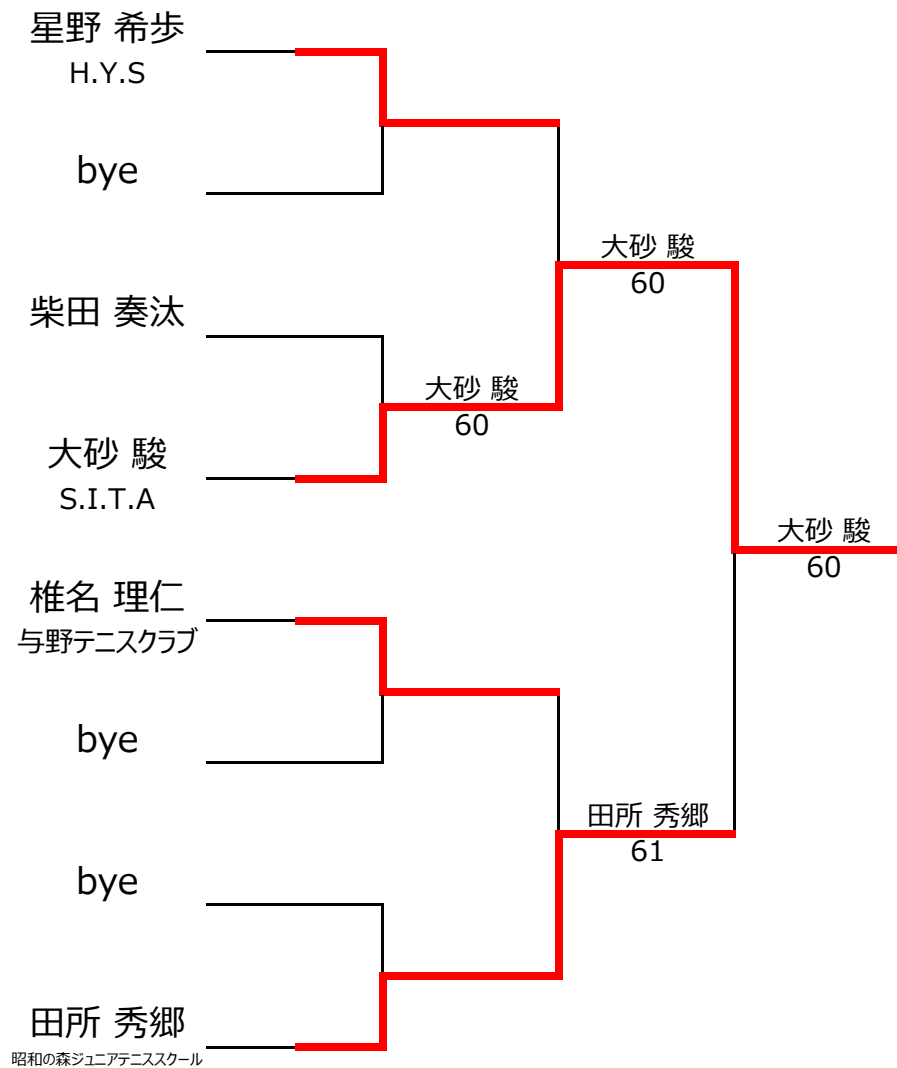 星野 希歩
H.Y.S
bye
大砂 駿
60
柴田 奏汰
大砂 駿
60
大砂 駿
S.I.T.A
大砂 駿
60
椎名 理仁
与野テニスクラブ
bye
田所 秀郷
61
bye
田所 秀郷
昭和の森ジュニアテニススクール